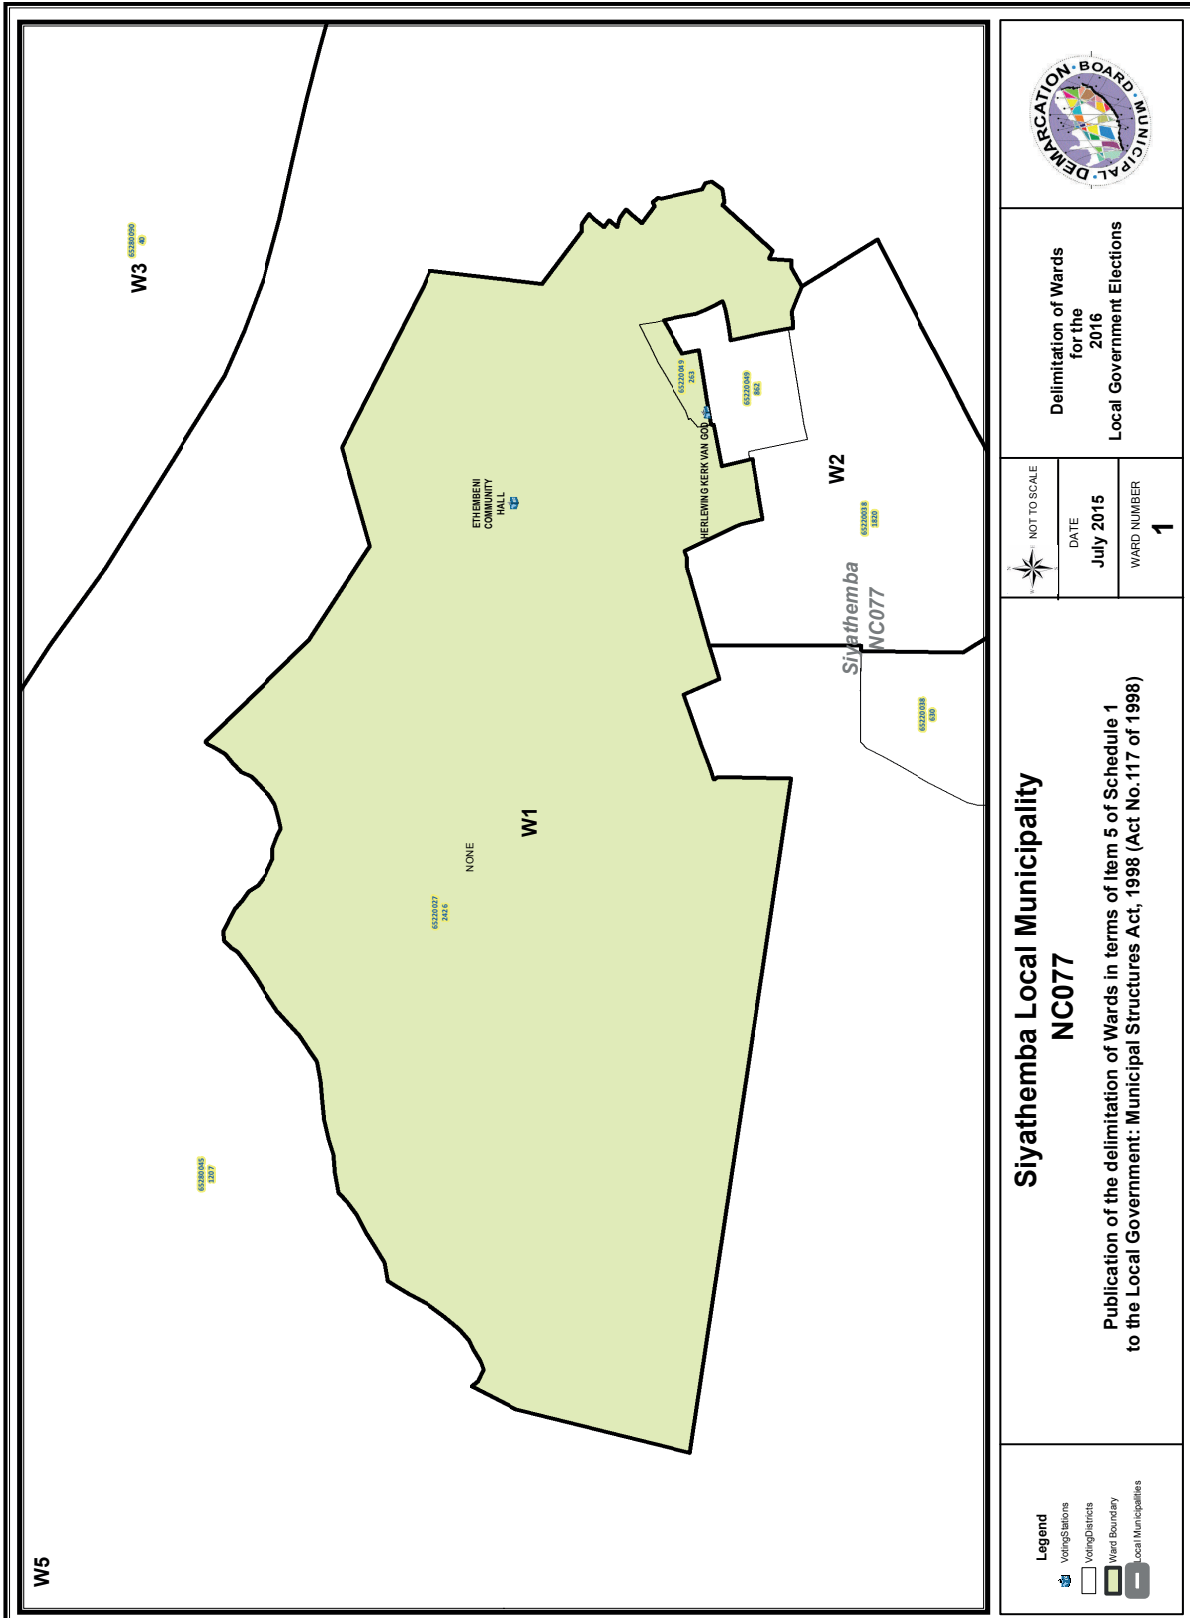 W5
W3
65280090
40
65280045
1207
ETHEMBENI
COMMUNITY
HALL
NONE
65220027
2426
W1
65220049
263
HERLEWING KERK VAN GOD
65220049
862
W2
65220038
1820
Siyathemba
NC077
65220038
630
Legend
VotingStations
VotingDistricts
Ward Boundary
Local Municipalities
Siyathemba Local Municipality
NC077
Publication of the delimitation of Wards in terms of Item 5 of Schedule 1
to the Local Government: Municipal Structures Act, 1998 (Act No.117 of 1998)
NOT TO SCALE
DATE
July 2015
WARD NUMBER
1
Delimitation of Wards
for the
2016
Local Government Elections
MUNICIPAL · DEMARCATION · BOARD ·